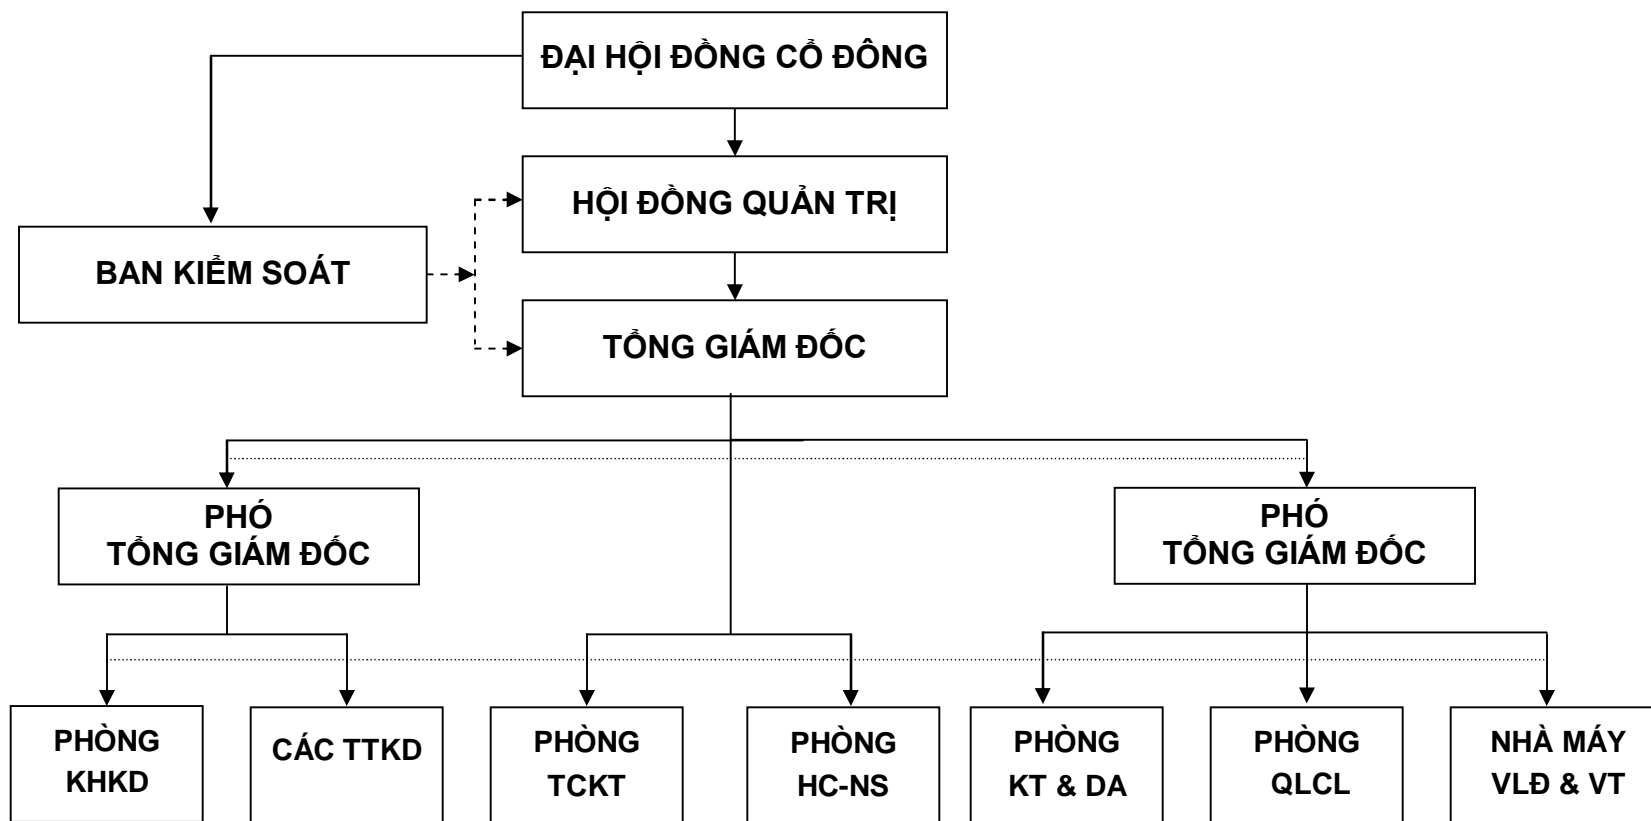 ĐẠI HỘI ĐỒNG CỔ ĐÔNG
HỘI ĐỒNG QUẢN TRỊ
BAN KIỂM SOÁT
TỔNG GIÁM ĐỐC
PHÓ
TỔNG GIÁM ĐỐC
PHÓ
TỔNG GIÁM ĐỐC
PHÒNG
KHKD
CÁC TTKD
PHÒNG
TCKT
PHÒNG
HC-NS
PHÒNG
KT & DA
PHÒNG
QLCL
NHÀ MÁY
VLĐ & VT